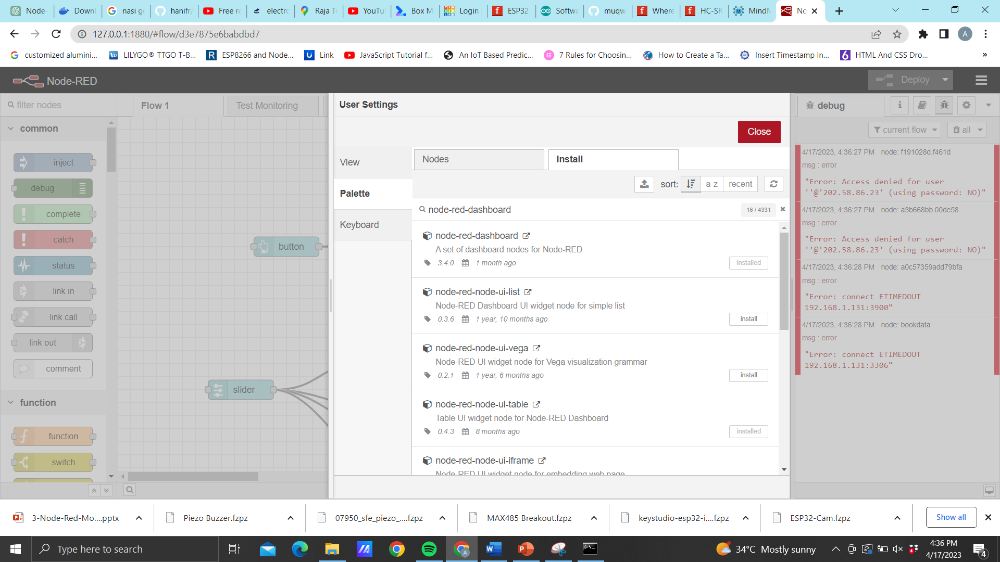 Node-
Downl
nasi ge
hanifr,
Free re
electro
Raja Tu
YouTul
Box M
Login
ESP32
Softwa
muqw
Where
HC-SR
MindM
No
127.0.0.1:1880/#flow/d3e7875e6babdbd7
A
customized alumini...
LILYGO® TTGO T-B...
ESP8266 and Node...
Link
JavaScript Tutorial f...
An IoT Based Predic...
7 Rules for Choosin...
How to Create a Ta...
Insert Timestamp In...
HTML And CSS Dro...
»
Node-RED
Deploy
filter nodes
common
inject
debug
complete
catch
status
link in
link call
link out
comment
function
function
switch
Flow 1
Test Monitoring
button
slider
User Settings
Close
View
Palette
Keyboard
Nodes
Install
sort:
a-z
recent
node-red-dashboard
16 / 4331
node-red-dashboard
A set of dashboard nodes for Node-RED
3.4.0 1 month ago
installed
node-red-node-ui-list
Node-RED Dashboard UI widget node for simple list
0.3.6 1 year, 10 months ago
install
node-red-node-ui-vega
Node-RED UI widget node for Vega visualization grammar
0.2.1 1 year, 6 months ago
install
node-red-node-ui-table
Table UI widget node for Node-RED Dashboard
0.4.3 8 months ago
installed
node-red-node-ui-iframe
Node-RED UI widget node for embedding web page
debug
current flow
all
4/17/2023, 4:36:27 PM node: f191028d.f461d
msg : error
"Error: Access denied for user
''@'202.58.86.23' (using password: NO)"
4/17/2023, 4:36:27 PM node: a3b668bb.00de58
msg : error
"Error: Access denied for user
''@'202.58.86.23' (using password: NO)"
4/17/2023, 4:36:28 PM node: a0c57359add79bfa
msg : error
"Error: connect ETIMEDOUT
192.168.1.131:3900"
4/17/2023, 4:36:28 PM node: bookdata
msg : error
"Error: connect ETIMEDOUT
192.168.1.131:3306"
3-Node-Red-Mo....pptx
Piezo Buzzer.fzpz
07950_sfe_piezo_....fzpz
MAX485 Breakout.fzpz
keystudio-esp32-i....fzpz
ESP32-Cam.fzpz
Show all
Type here to search
34°C Mostly sunny
4:36 PM
4/17/2023
4